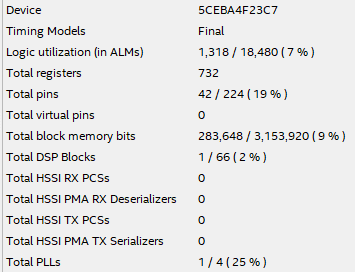 Device 5CEBA4F23C7
Timing Models Final
Logic utilization (in ALMs) 1,318 / 18,480 ( 7 % )
Total registers 732
Total pins 42 / 224 ( 19 % )
Total virtual pins 0
Total block memory bits 283,648 / 3,153,920 ( 9 % )
Total DSP Blocks 1 / 66 ( 2 % )
Total HSSI RX PCSs 0
Total HSSI PMA RX Deserializers 0
Total HSSI TX PCSs 0
Total HSSI PMA TX Serializers 0
Total PLLs 1 / 4 ( 25 % )